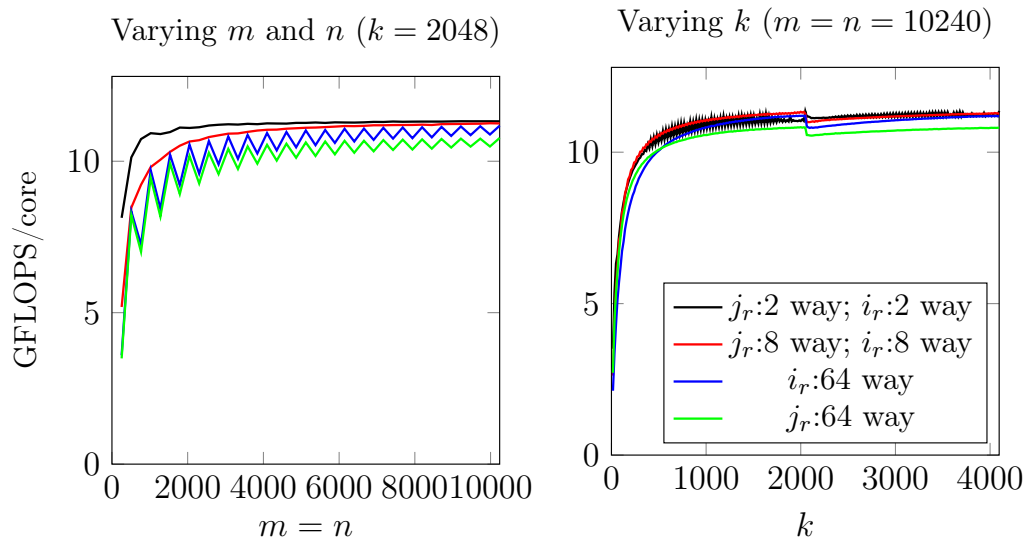 Varying m and n (k = 2048)
Varying k (m = n = 10240)
GFLOPS/core
10
5
0
0 2000 4000 6000 8000 10000
m = n
10
5
0
0 1000 2000 3000 4000
k
j_r:2 way; i_r:2 way
j_r:8 way; i_r:8 way
i_r:64 way
j_r:64 way